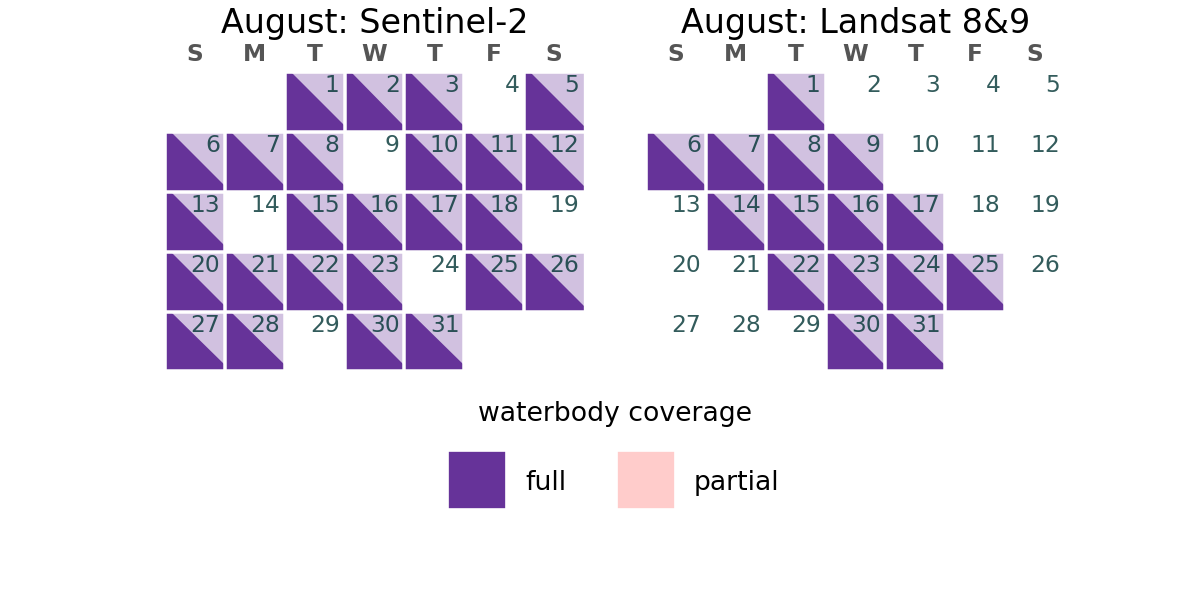 August: Sentinel-2
S M T W T F S
1 2 3 4 5
6 7 8 9 10 11 12
13 14 15 16 17 18 19
20 21 22 23 24 25 26
27 28 29 30 31
August: Landsat 8&9
S M T W T F S
1 2 3 4 5
6 7 8 9 10 11 12
13 14 15 16 17 18 19
20 21 22 23 24 25 26
27 28 29 30 31
waterbody coverage
full partial